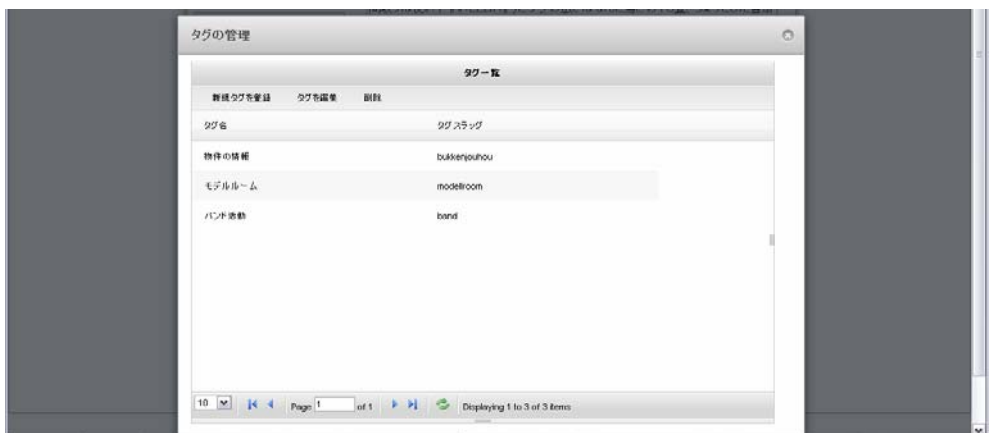 タグの管理
タグ一覧
新規タグを登録 タグを編集 削除
タグ名 タグスラッグ
物件の情報 bukkenjouhou
モデルルーム modellroom
バンド活動 band
10 Page 1 of 1 Displaying 1 to 3 of 3 items